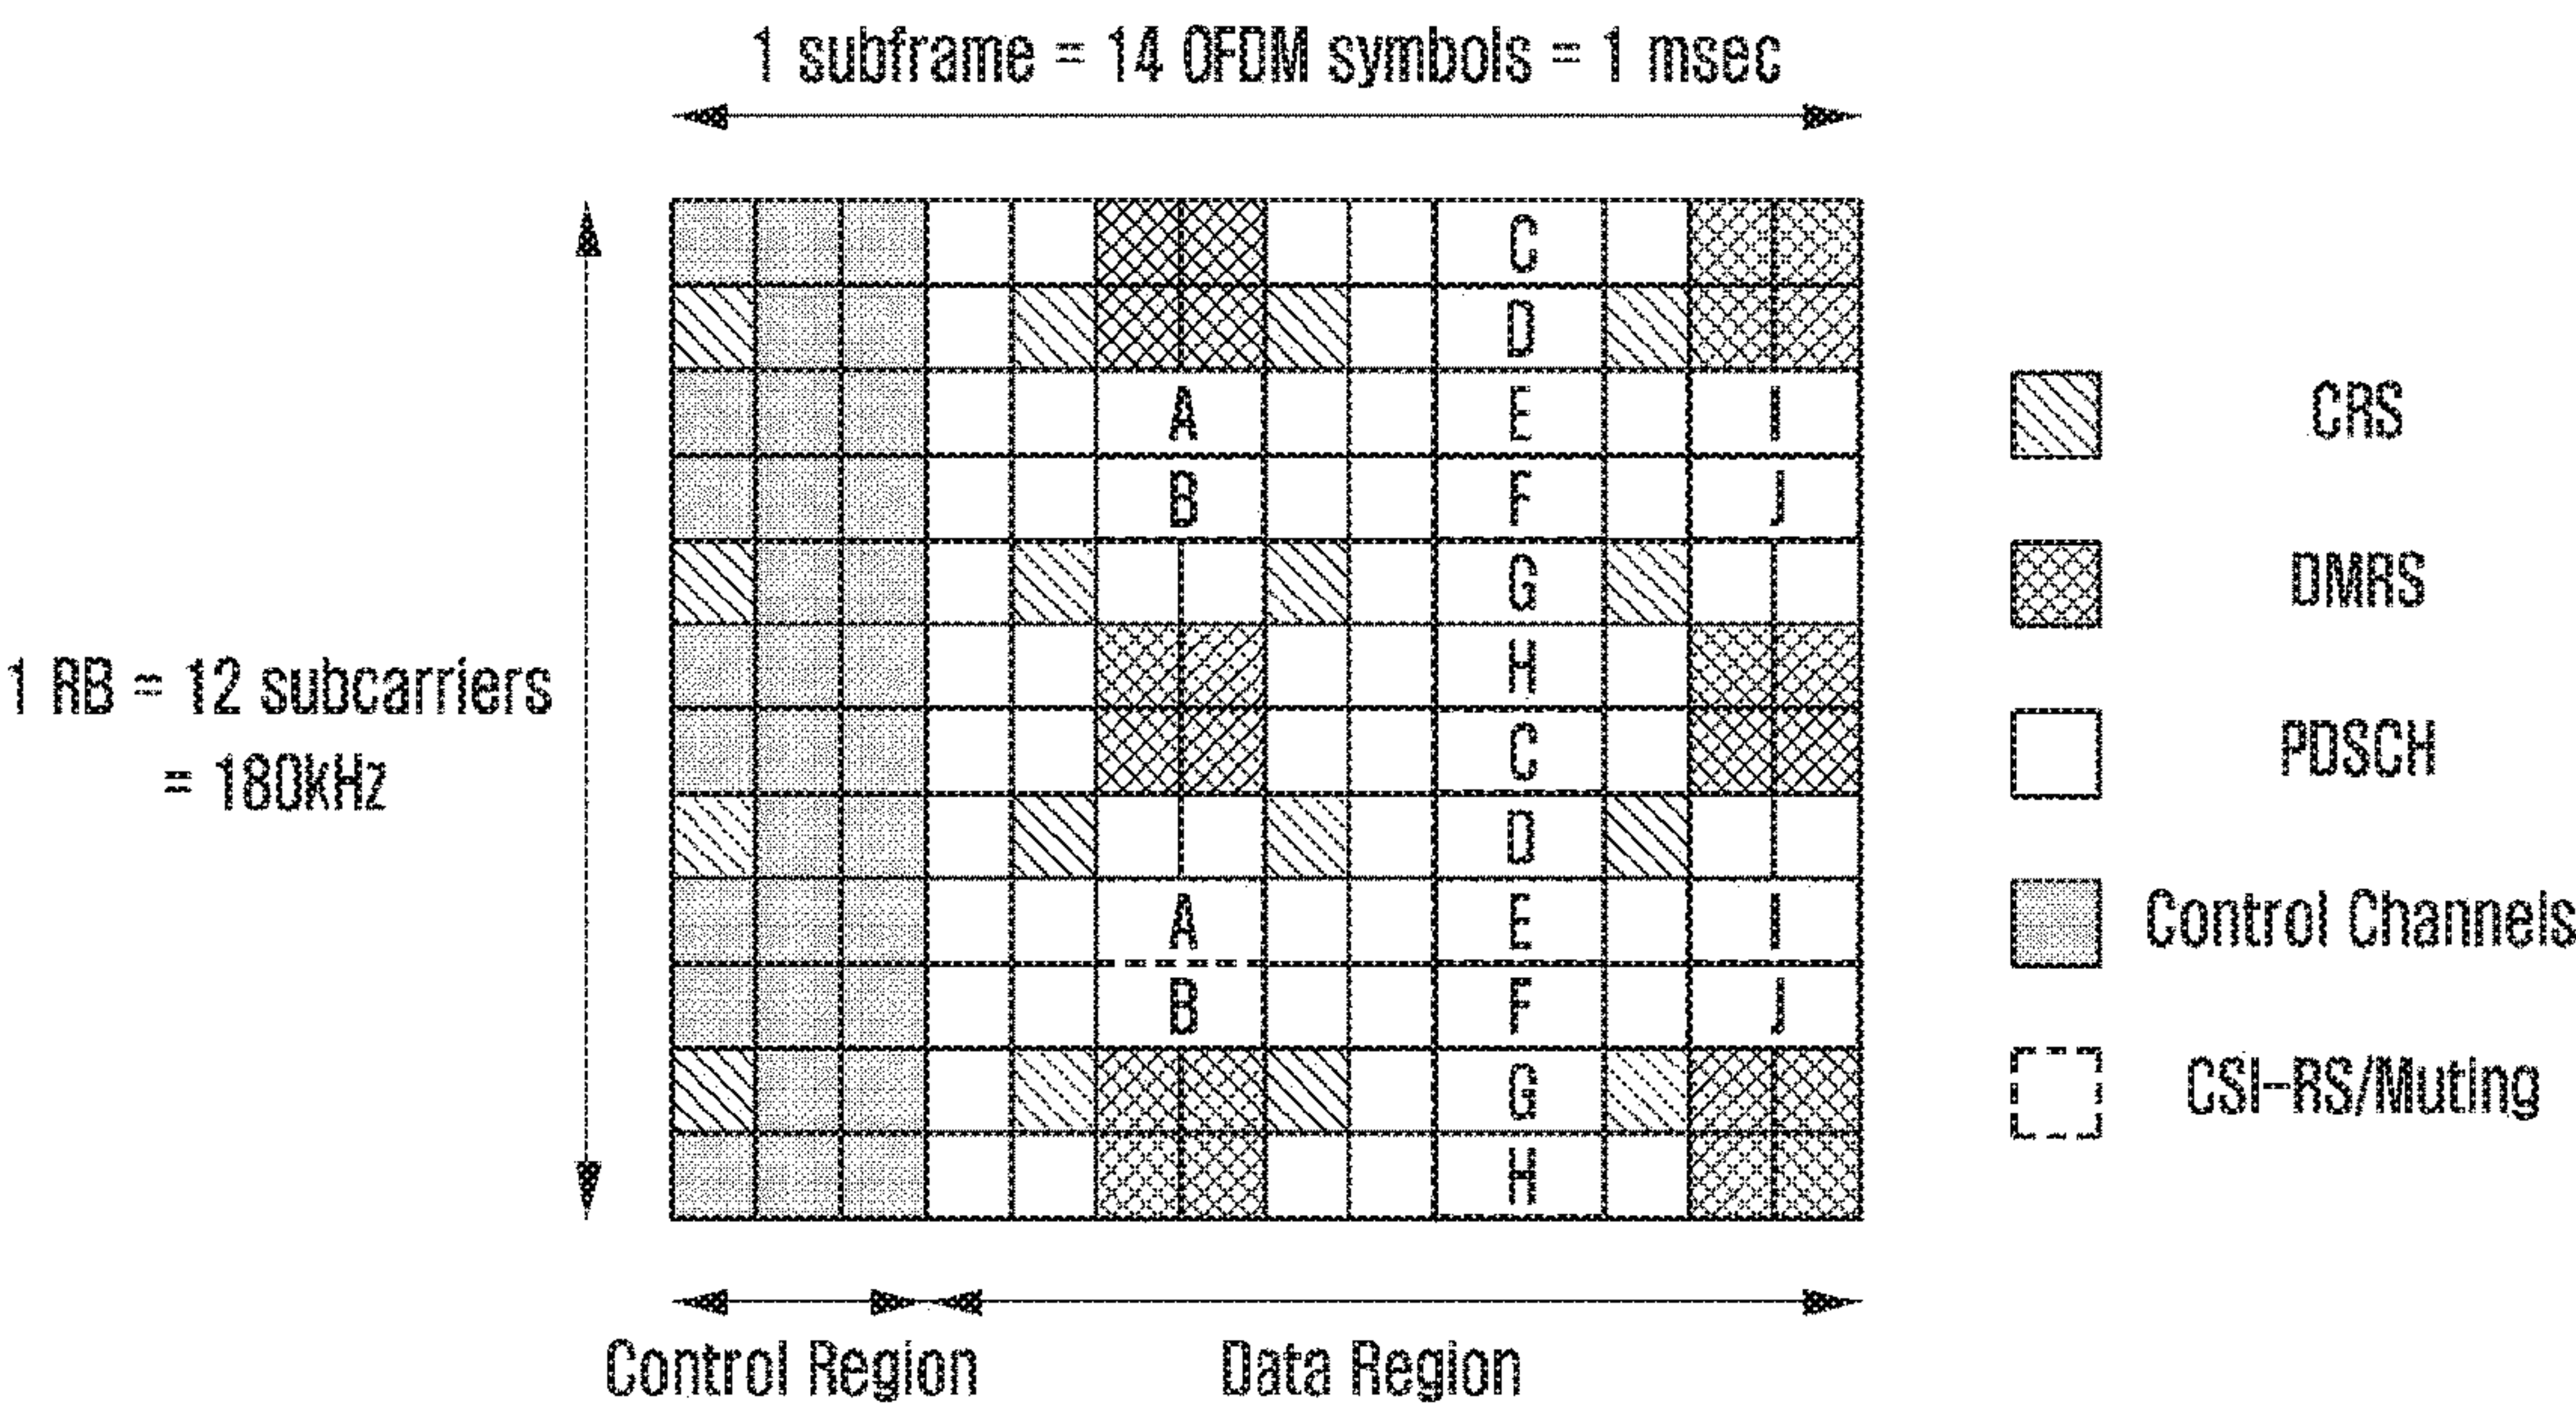 1 subframe = 14 OFDM symbols = 1 msec
C
D
A E I
B F J
G
H
C
D
A E I
B F J
G
H
1 RB = 12 subcarriers
= 180kHz
CRS
DMRS
PDSCH
Control Channels
CSI-RS/Muting
Control Region Data Region